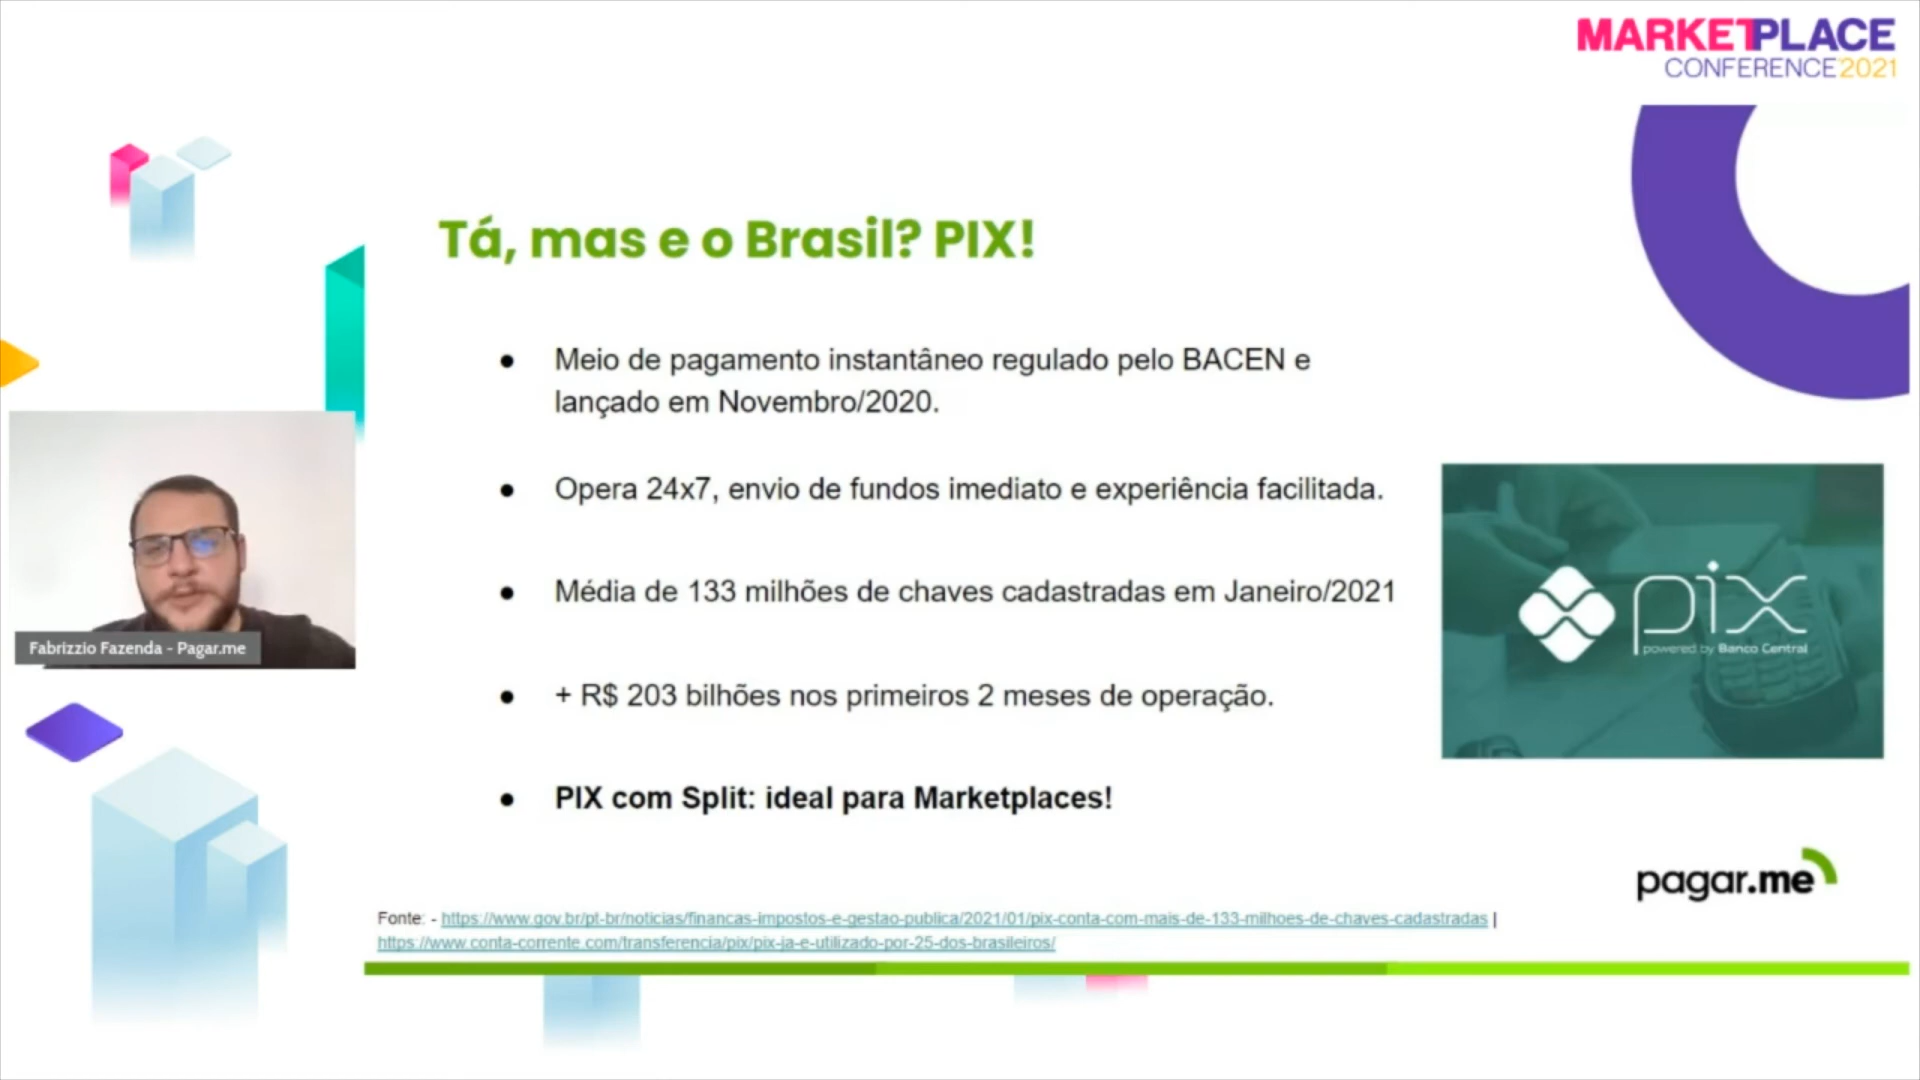 MARKETPLACE
CONFERENCE 2021
Tá, mas e o Brasil? PIX!
● Meio de pagamento instantâneo regulado pelo BACEN e
lançado em Novembro/2020.
● Opera 24x7, envio de fundos imediato e experiência facilitada.
● Média de 133 milhões de chaves cadastradas em Janeiro/2021
● + R$ 203 bilhões nos primeiros 2 meses de operação.
● PIX com Split: ideal para Marketplaces!
pix
powered by Banco Central
Fabrizzio Fazenda - Pagar.me
pagar.me
Fonte: - https://www.gov.br/pt-br/noticias/financas-impostos-e-gestao-publica/2021/01/pix-conta-com-mais-de-133-milhoes-de-chaves-cadastradas |
https://www.conta-corrente.com/transferencia/pix/pix-ja-e-utilizado-por-25-dos-brasileiros/